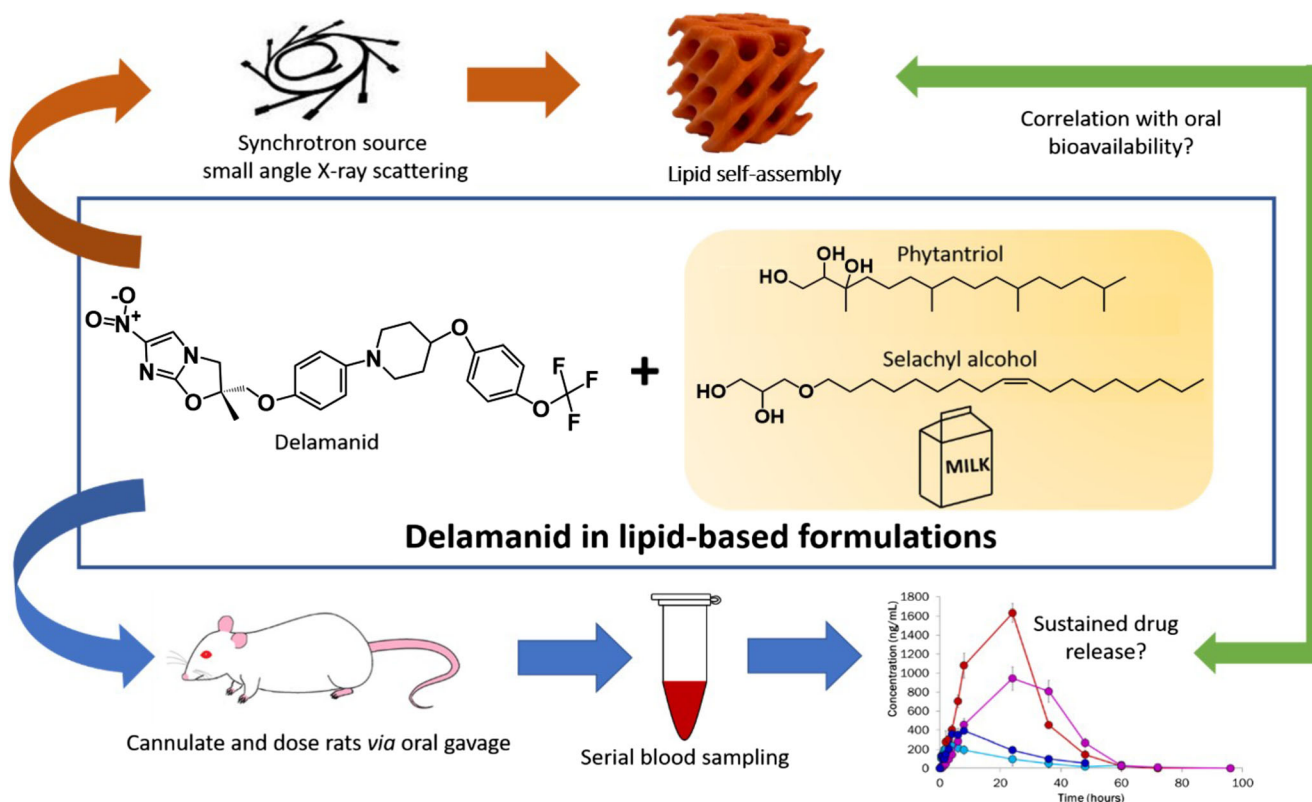 Synchrotron source
small angle X-ray scattering
Lipid self-assembly
Correlation with oral
bioavailability?
Phytantriol
OH
HO
OH
Selachyl alcohol
HO
O
OH
MILK
O
-O
N+
O
N
N
O
O
N
O
O
F
F
F
Delamanid
+
Delamanid in lipid-based formulations
Cannulate and dose rats via oral gavage
Serial blood sampling
Sustained drug
release?
Concentration (ng/mL)
1800
1600
1400
1200
1000
800
600
400
200
0
0 20 40 60 80 100
Time (hours)